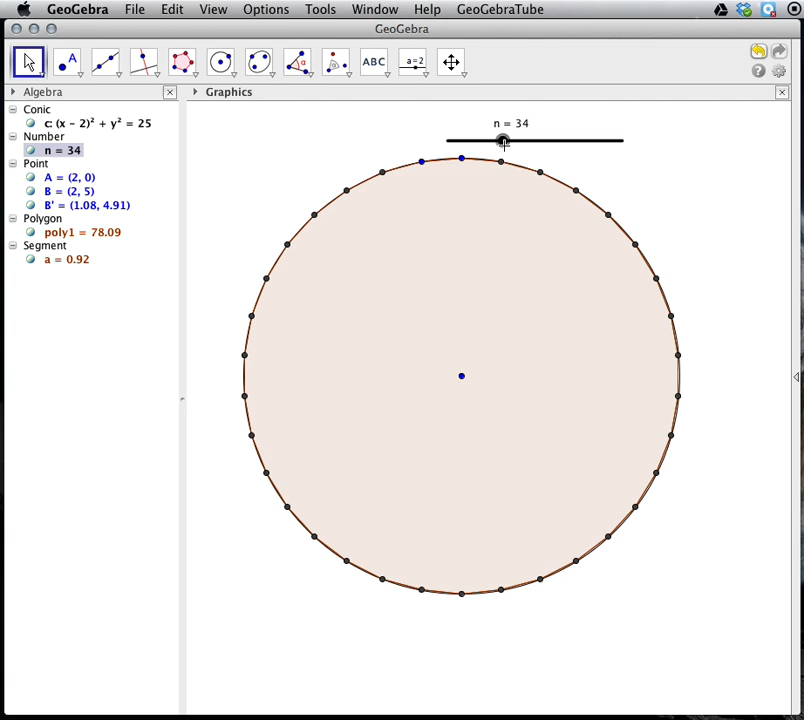 GeoGebra File Edit View Options Tools Window Help GeoGebraTube
GeoGebra
A ABC a=2
Algebra
Graphics
Conic
c: (x – 2)² + y² = 25
Number
n = 34
Point
A = (2, 0)
B = (2, 5)
B' = (1.08, 4.91)
Polygon
poly1 = 78.09
Segment
a = 0.92
n = 34